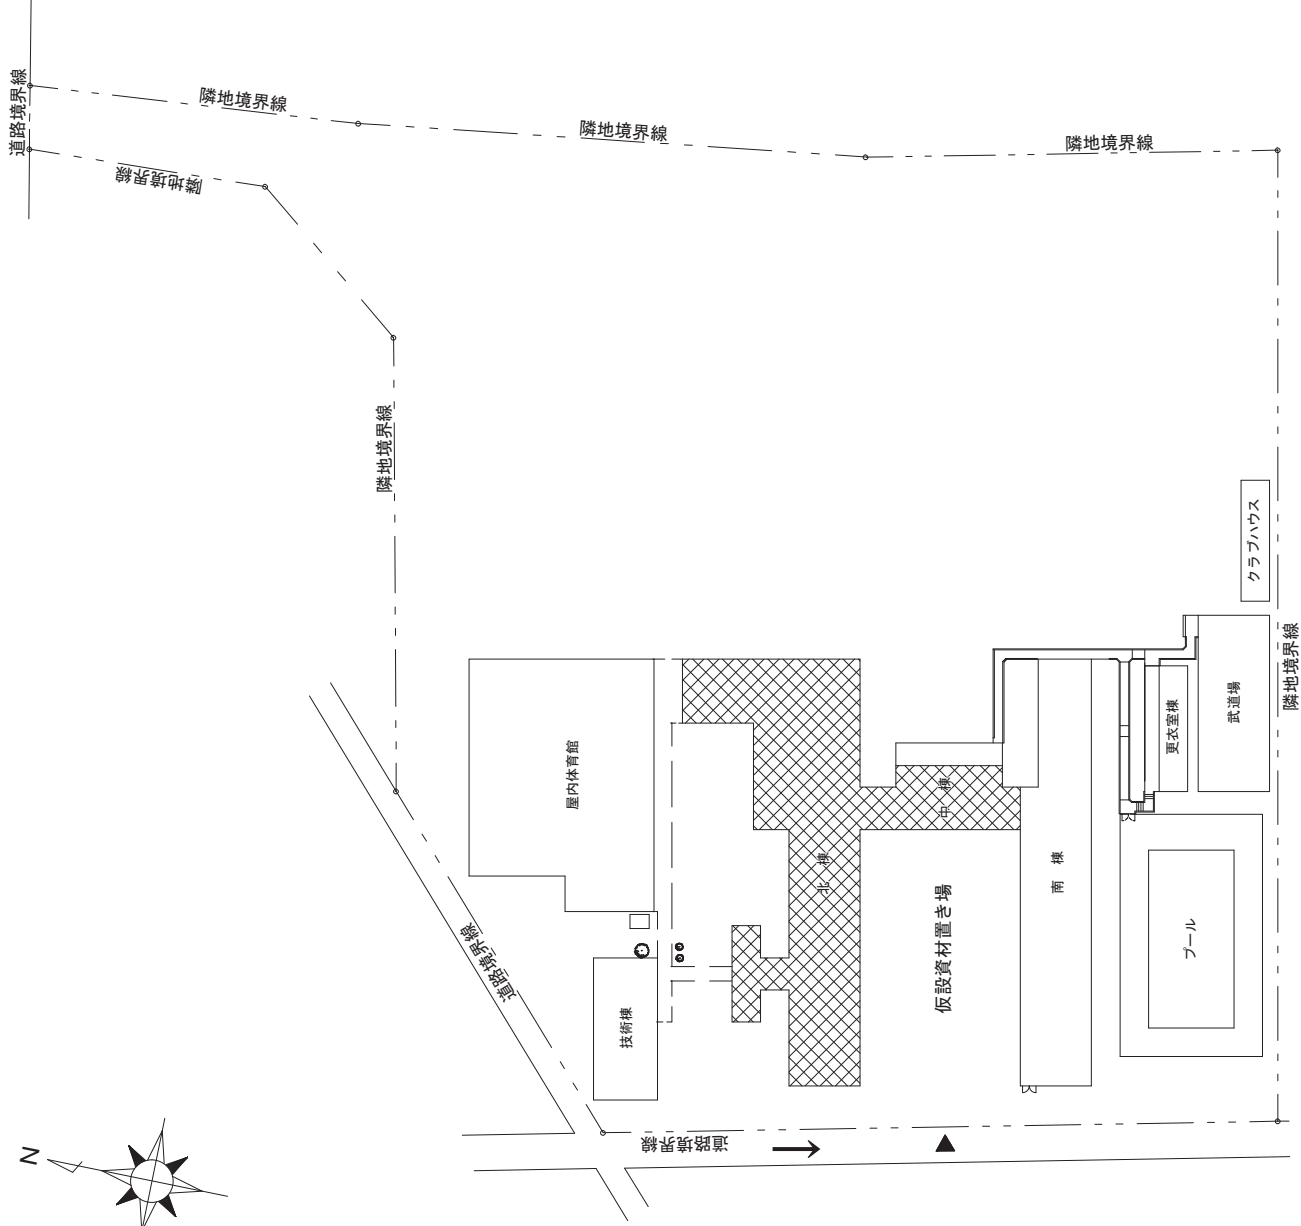 道路境界線
隣地境界線
隣地境界線
隣地境界線
隣地境界線
隣地境界線
クラブハウス
隣地境界線
武道場
更衣室棟
屋内体育館
中 棟
北 棟
南 棟
仮設資材置き場
プール
道路境界線
技術棟
道路境界線
N